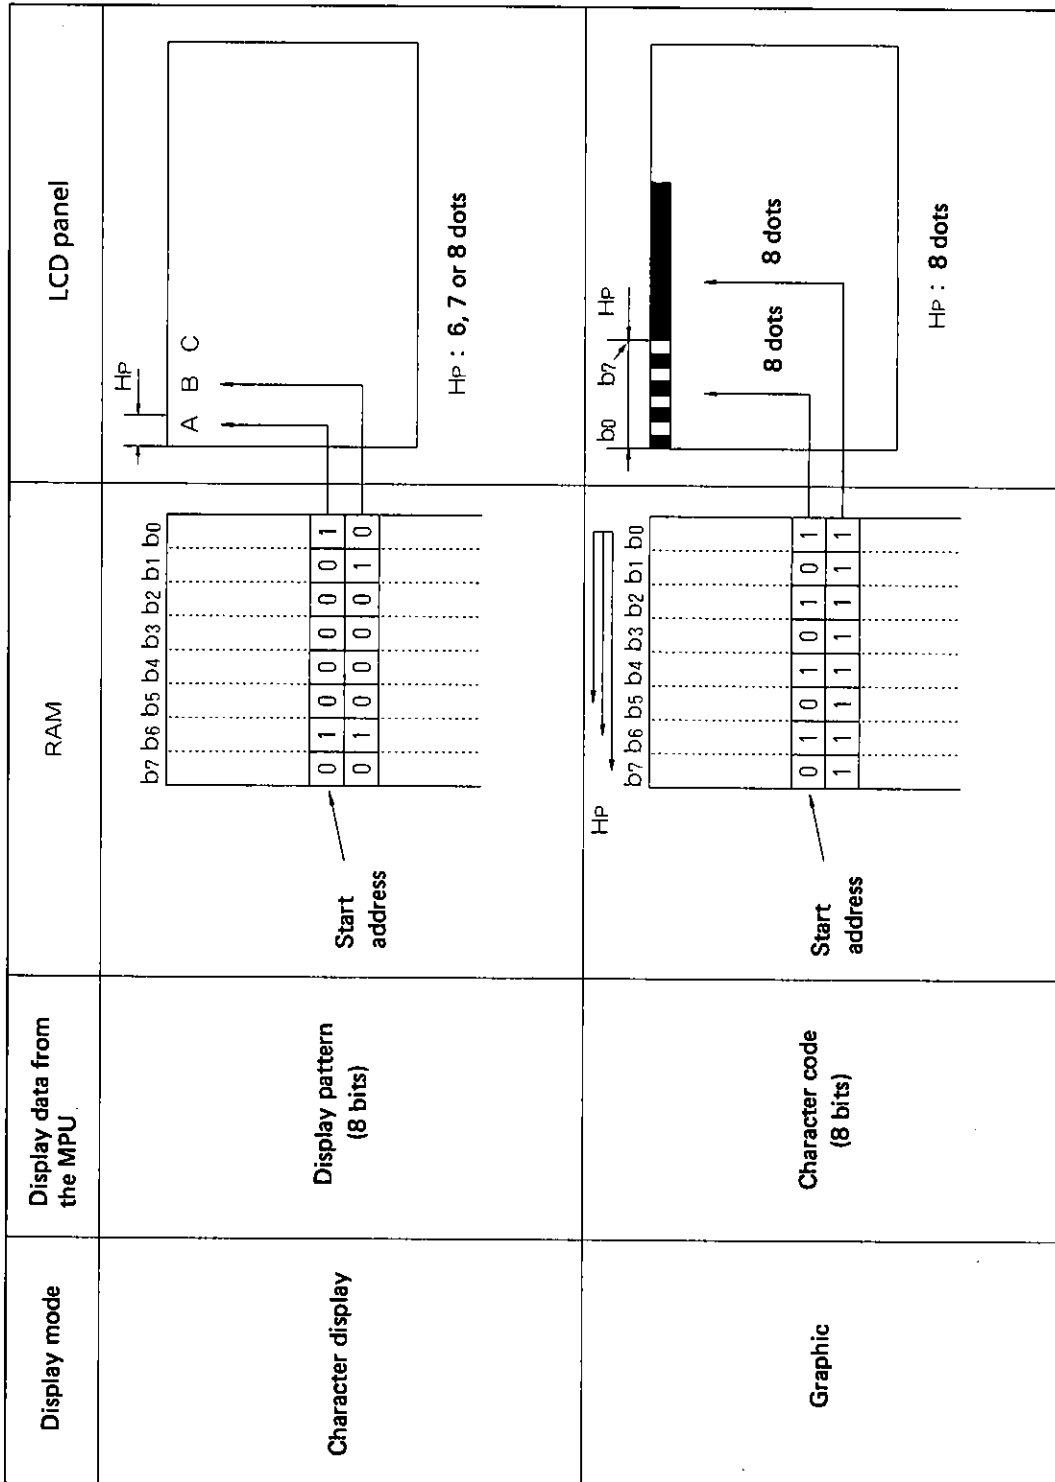 Display mode
Display data from
the MPU
RAM
LCD panel
Character display
Display pattern
(8 bits)
Start
address
b7 b6 b5 b4 b3 b2 b1 b0
0 1 0 0 0 0 0 1
0 1 0 0 0 0 1 0
HP
A B C
HP : 6, 7 or 8 dots
Graphic
Character code
(8 bits)
Start
address
HP
b7 b6 b5 b4 b3 b2 b1 b0
0 1 0 1 0 1 0 1
1 1 1 1 1 1 1 1
b0 b7 HP
8 dots 8 dots
HP : 8 dots